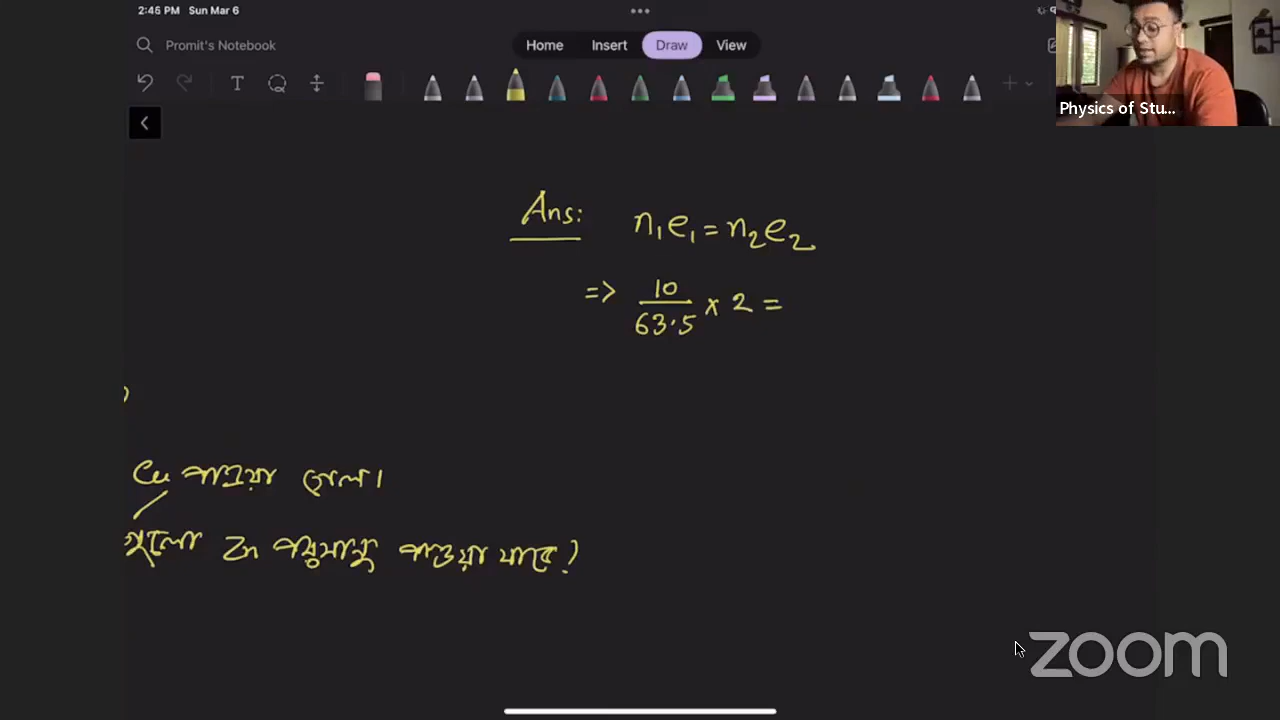 2:45 PM Sun Mar 6
Promit's Notebook
Home Insert Draw View
Physics of Stu...
Ans: n₁e₁ = n₂e₂
=> 10/63.5 × 2 =
Cu পাওয়া গেল।
গুলো Zn পরমাণু পাওয়া যাবে?
zoom